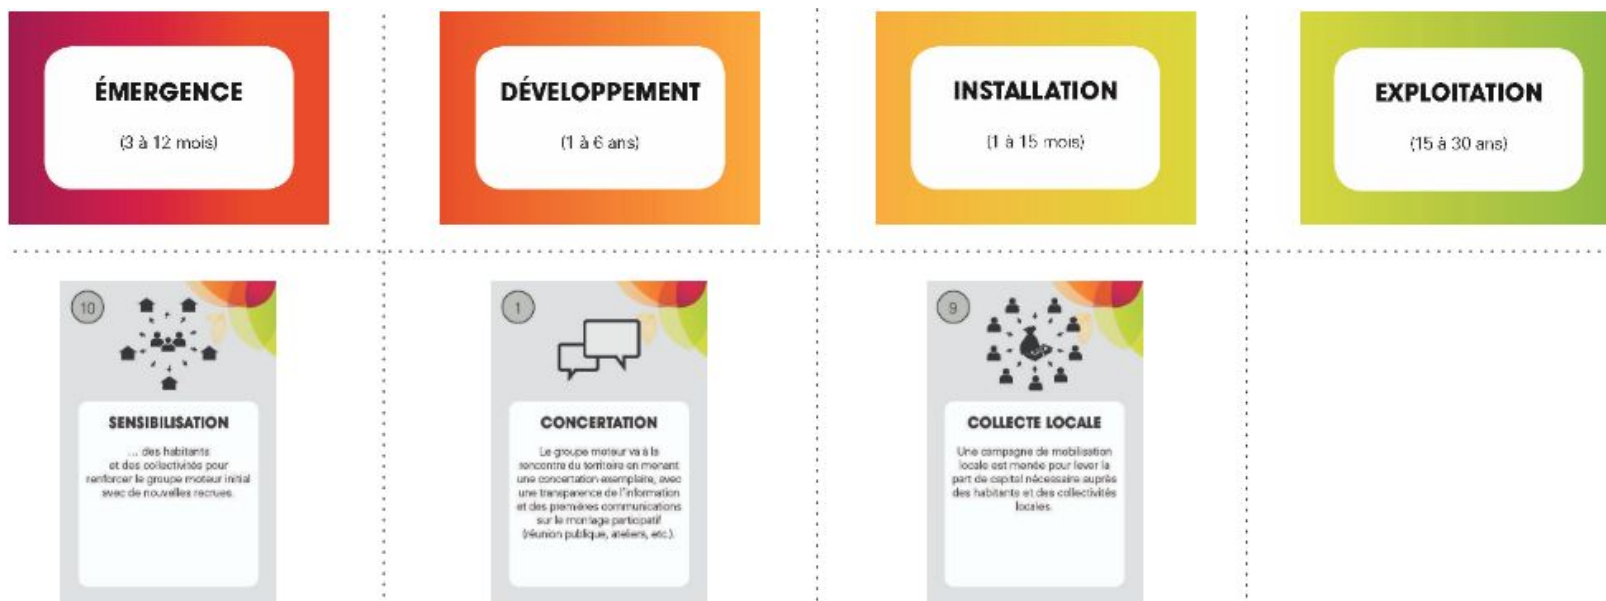 ÉMERGENCE
(3 à 12 mois)
DÉVELOPPEMENT
(1 à 6 ans)
INSTALLATION
(1 à 15 mois)
EXPLOITATION
(15 à 30 ans)
10
SENSIBILISATION
... des habitants
et des collectivités pour
renforcer le groupe moteur initial
avec de nouvelles recrues.
1
CONCERTATION
Le groupe moteur va à la
rencontre du territoire en menant
une concertation exemplaire, avec
une transparence de l'information
et des premières communications
sur le montage participatif
(réunion publique, ateliers, etc.).
9
COLLECTE LOCALE
Une campagne de mobilisation
locale est menée pour lever la
part de capital nécessaire auprès
des habitants et des collectivités
locales.